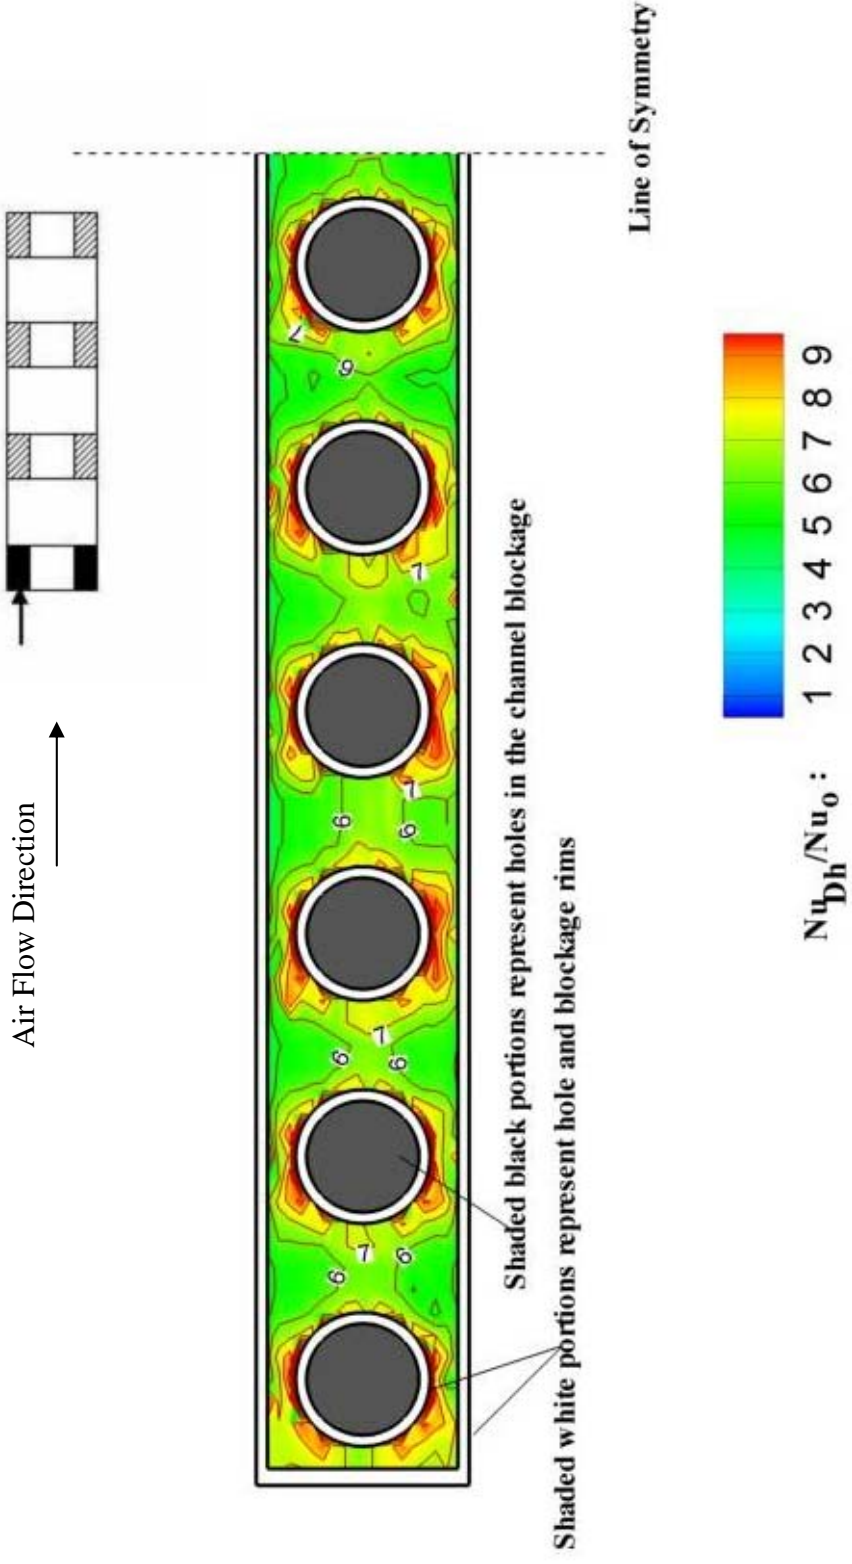 Air Flow Direction
6
7
6
6
7
6
6
6
7
7
6
7
Shaded black portions represent holes in the channel blockage
Shaded white portions represent hole and blockage rims
Line of Symmetry
NuDh/Nuo : 1 2 3 4 5 6 7 8 9